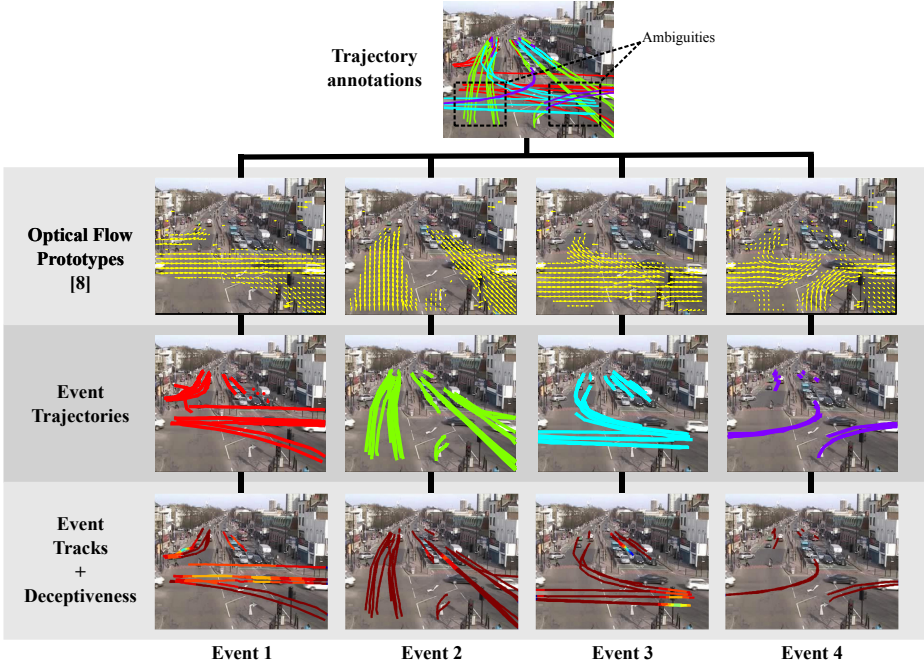 Trajectory
annotations
Ambiguities
Optical Flow
Prototypes
[8]
Event
Trajectories
Event
Tracks
+
Deceptiveness
Event 1
Event 2
Event 3
Event 4